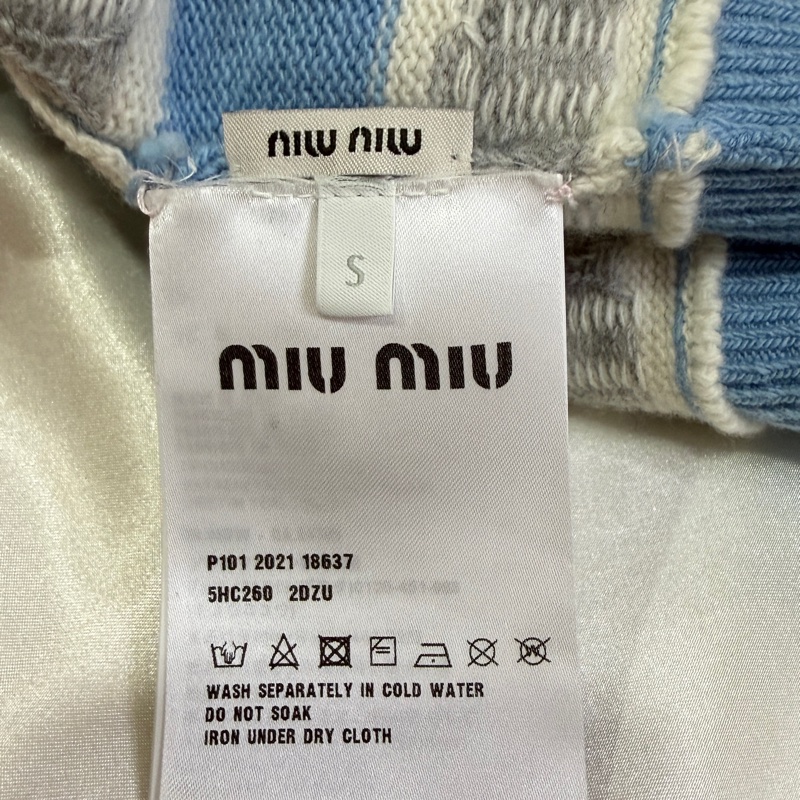 miu miu
S
miu miu
P101 2021 18637
5HC260 2DZU
WASH SEPARATELY IN COLD WATER
DO NOT SOAK
IRON UNDER DRY CLOTH